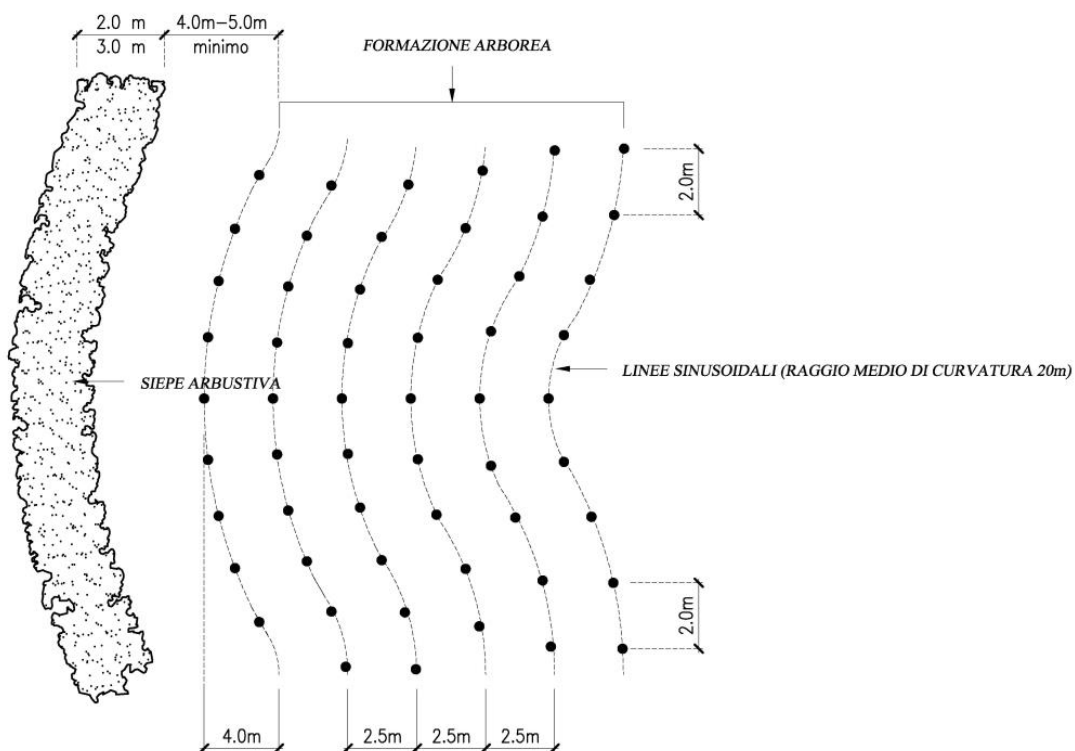 2.0 m
3.0 m
4.0m-5.0m
minimo
FORMAZIONE ARBOREA
2.0m
SIEPE ARBUSTIVA
LINEE SINUSOIDALI (RAGGIO MEDIO DI CURVATURA 20m)
2.0m
4.0m
2.5m
2.5m
2.5m